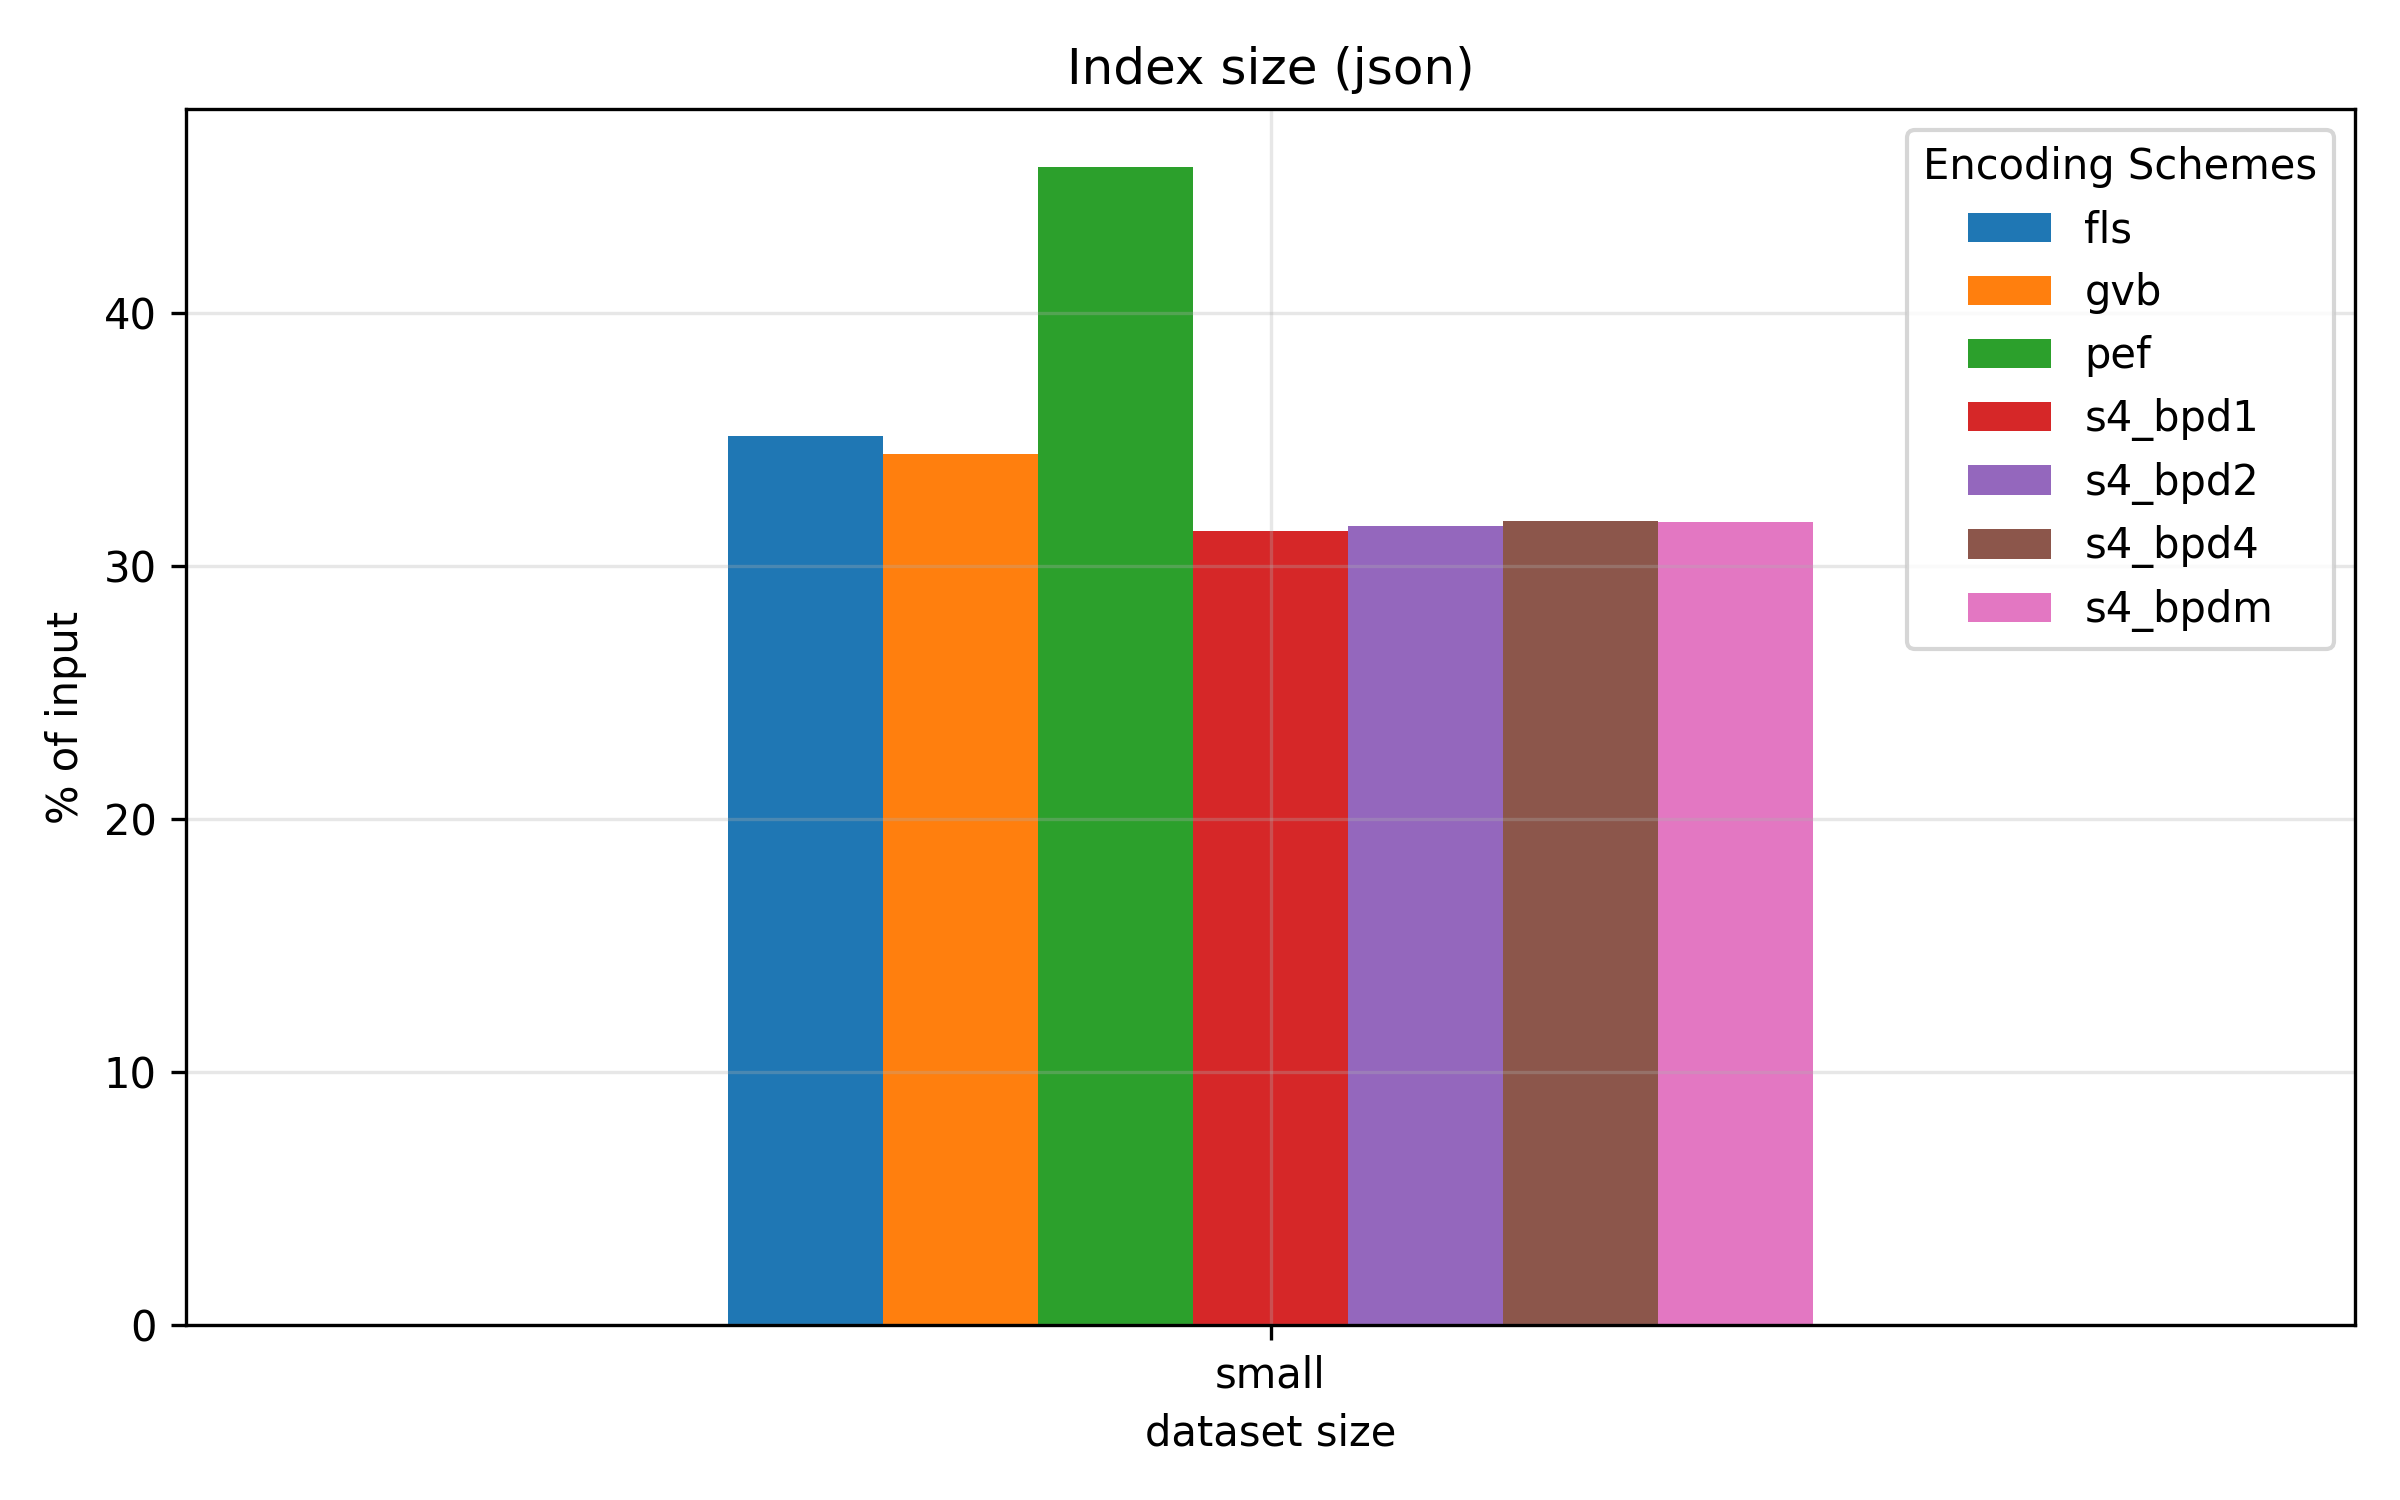 Index size (json)
Encoding Schemes
fls
gvb
pef
s4_bpd1
s4_bpd2
s4_bpd4
s4_bpdm
% of input
40
30
20
10
0
small
dataset size